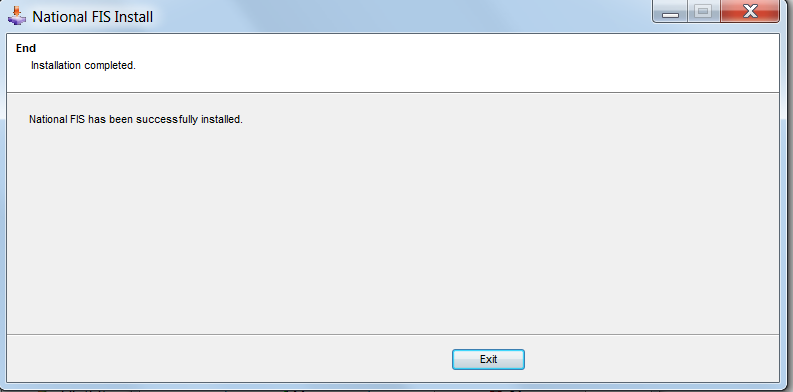 National FIS Install
End
Installation completed.
National FIS has been successfully installed.
Exit